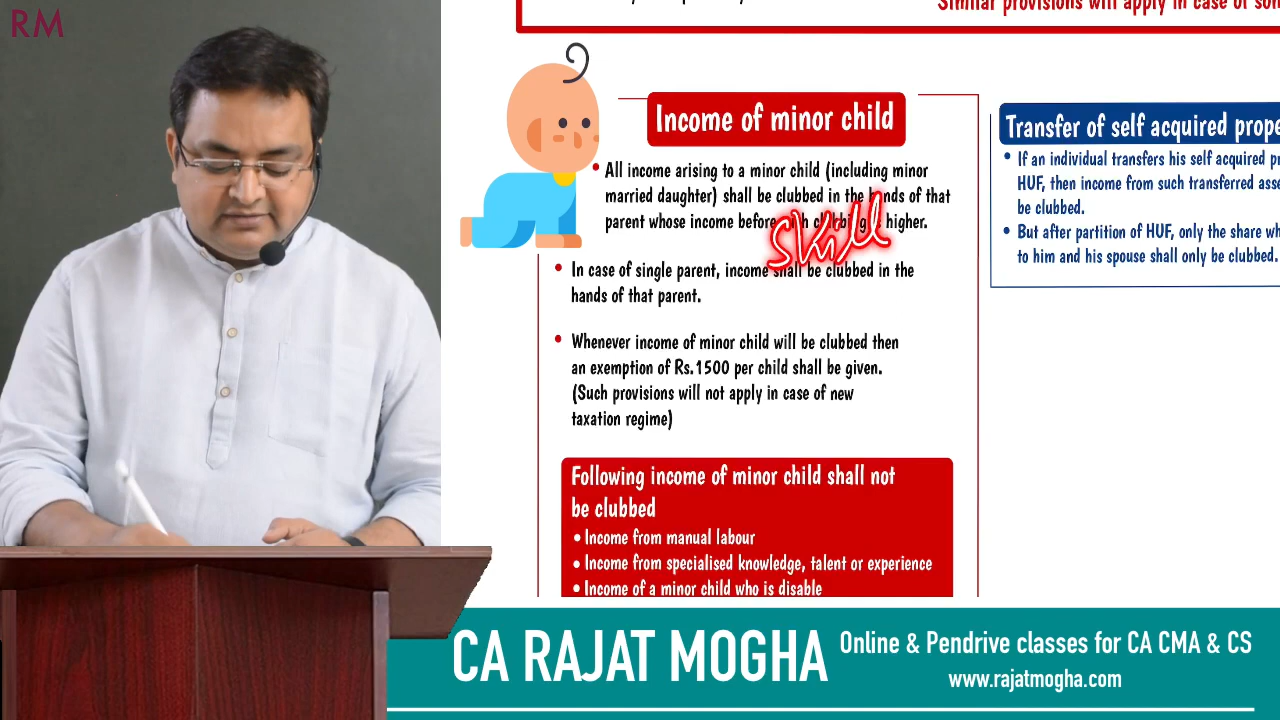 RM
Similar provisions will apply in case of son
Income of minor child
All income arising to a minor child (including minor
married daughter) shall be clubbed in the hands of that
parent whose income before such clubbing is higher.
Skill
• In case of single parent, income shall be clubbed in the
hands of that parent.
• Whenever income of minor child will be clubbed then
an exemption of Rs.1500 per child shall be given.
(Such provisions will not apply in case of new
taxation regime)
Following income of minor child shall not
be clubbed
• Income from manual labour
• Income from specialised knowledge, talent or experience
• Income of a minor child who is disable
Transfer of self acquired prope
• If an individual transfers his self acquired p
HUF, then income from such transferred asse
be clubbed.
• But after partition of HUF, only the share wh
to him and his spouse shall only be clubbed.
CA RAJAT MOGHA
Online & Pendrive classes for CA CMA & CS
www.rajatmogha.com